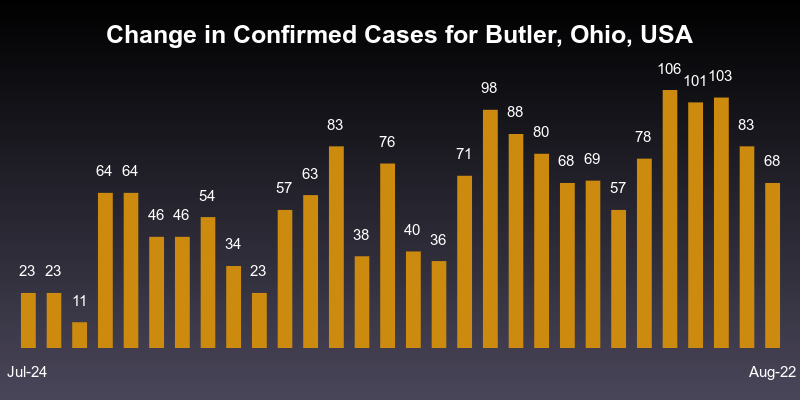 Change in Confirmed Cases for Butler, Ohio, USA
23 23 11 64 64 46 46 54 34 23 57 63 83 38 76 40 36 71 98 88 80 68 69 57 78 106 101 103 83 68
Jul-24 Aug-22